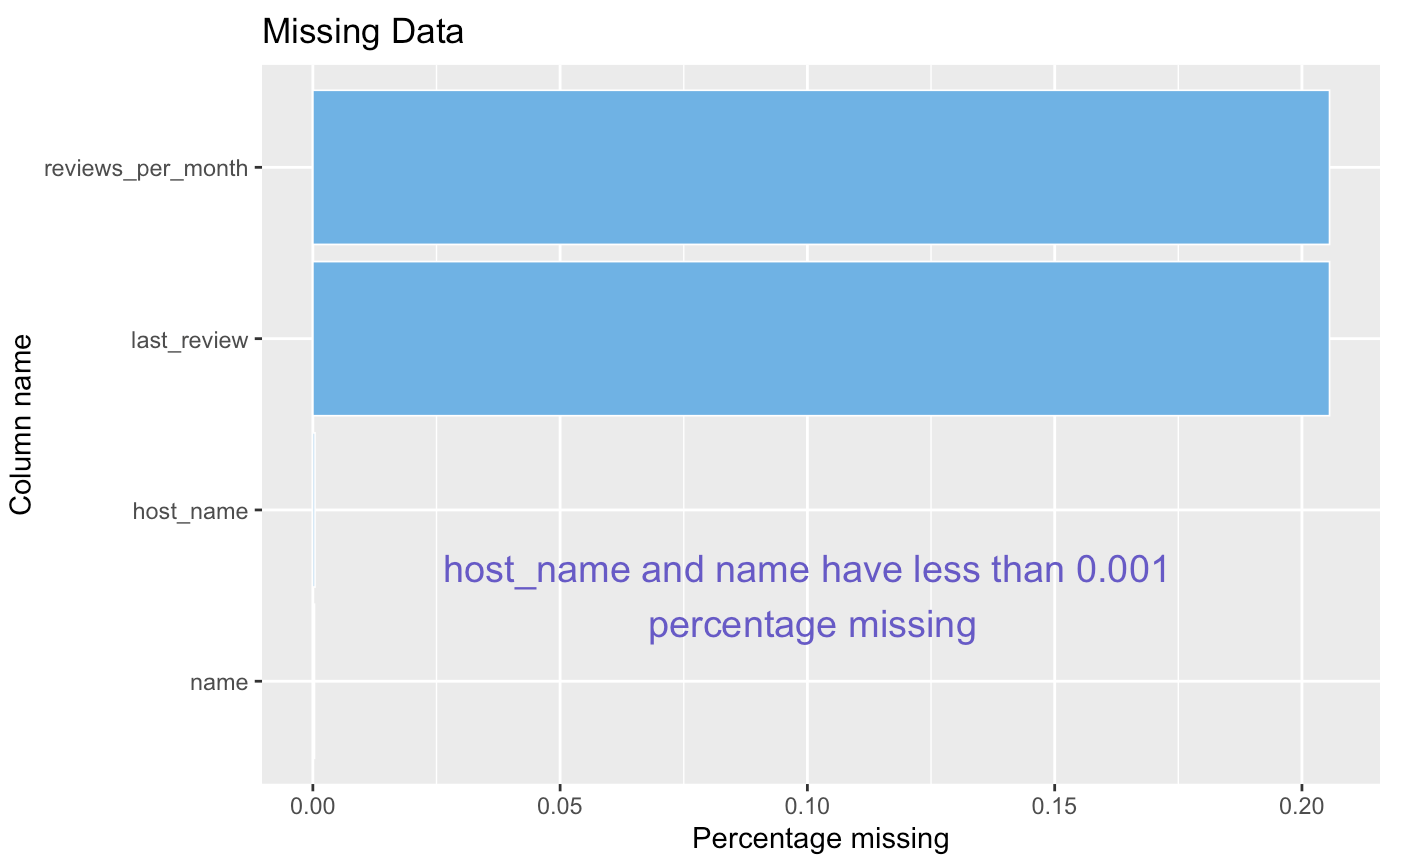 Missing Data
reviews_per_month
last_review
host_name
name
Column name
host_name and name have less than 0.001
percentage missing
0.00
0.05
0.10
0.15
0.20
Percentage missing